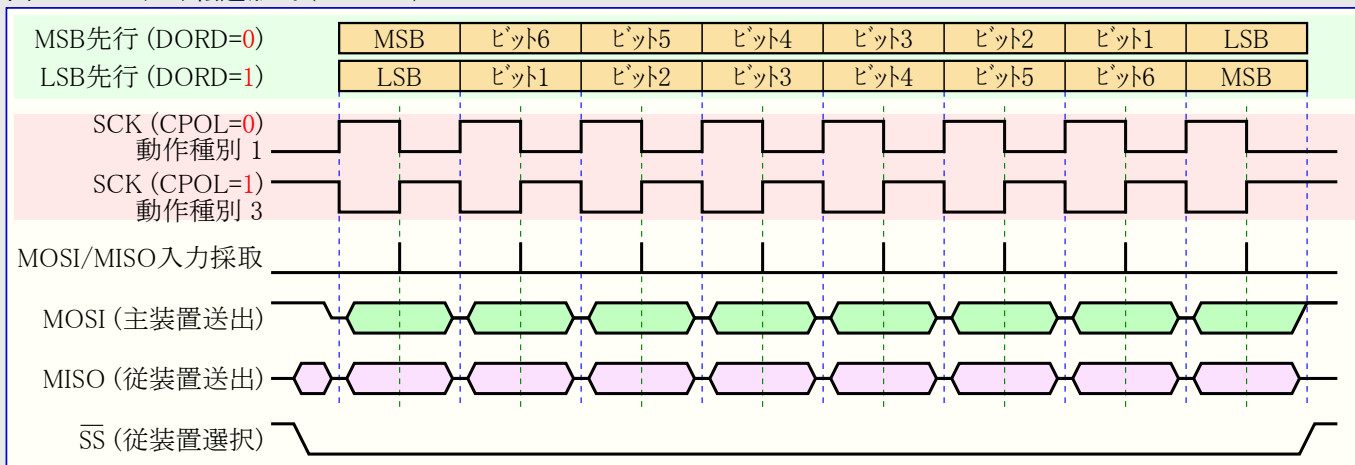 MSB先行 (DORD=0) MSB ビット6 ビット5 ビット4 ビット3 ビット2 ビット1 LSB
LSB先行 (DORD=1) LSB ビット1 ビット2 ビット3 ビット4 ビット5 ビット6 MSB
SCK (CPOL=0)
動作種別 1
SCK (CPOL=1)
動作種別 3
MOSI/MISO入力採取
MOSI (主装置送出)
MISO (従装置送出)
SS (従装置選択)